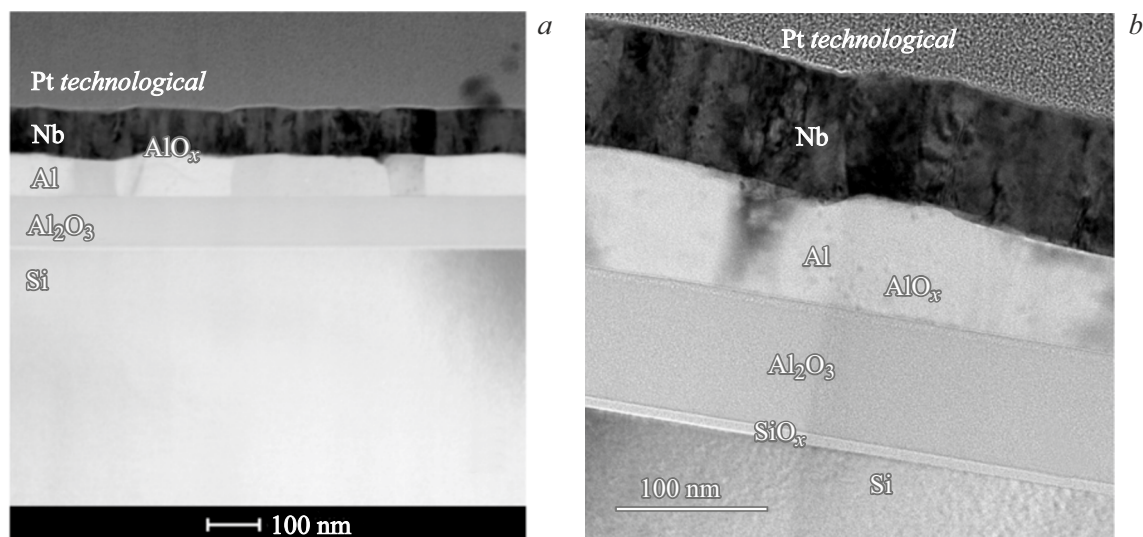 a
Pt technological
Nb
AlOx
Al
Al2O3
Si
100 nm
b
Pt technological
Nb
Al
AlOx
Al2O3
SiOx
Si
100 nm